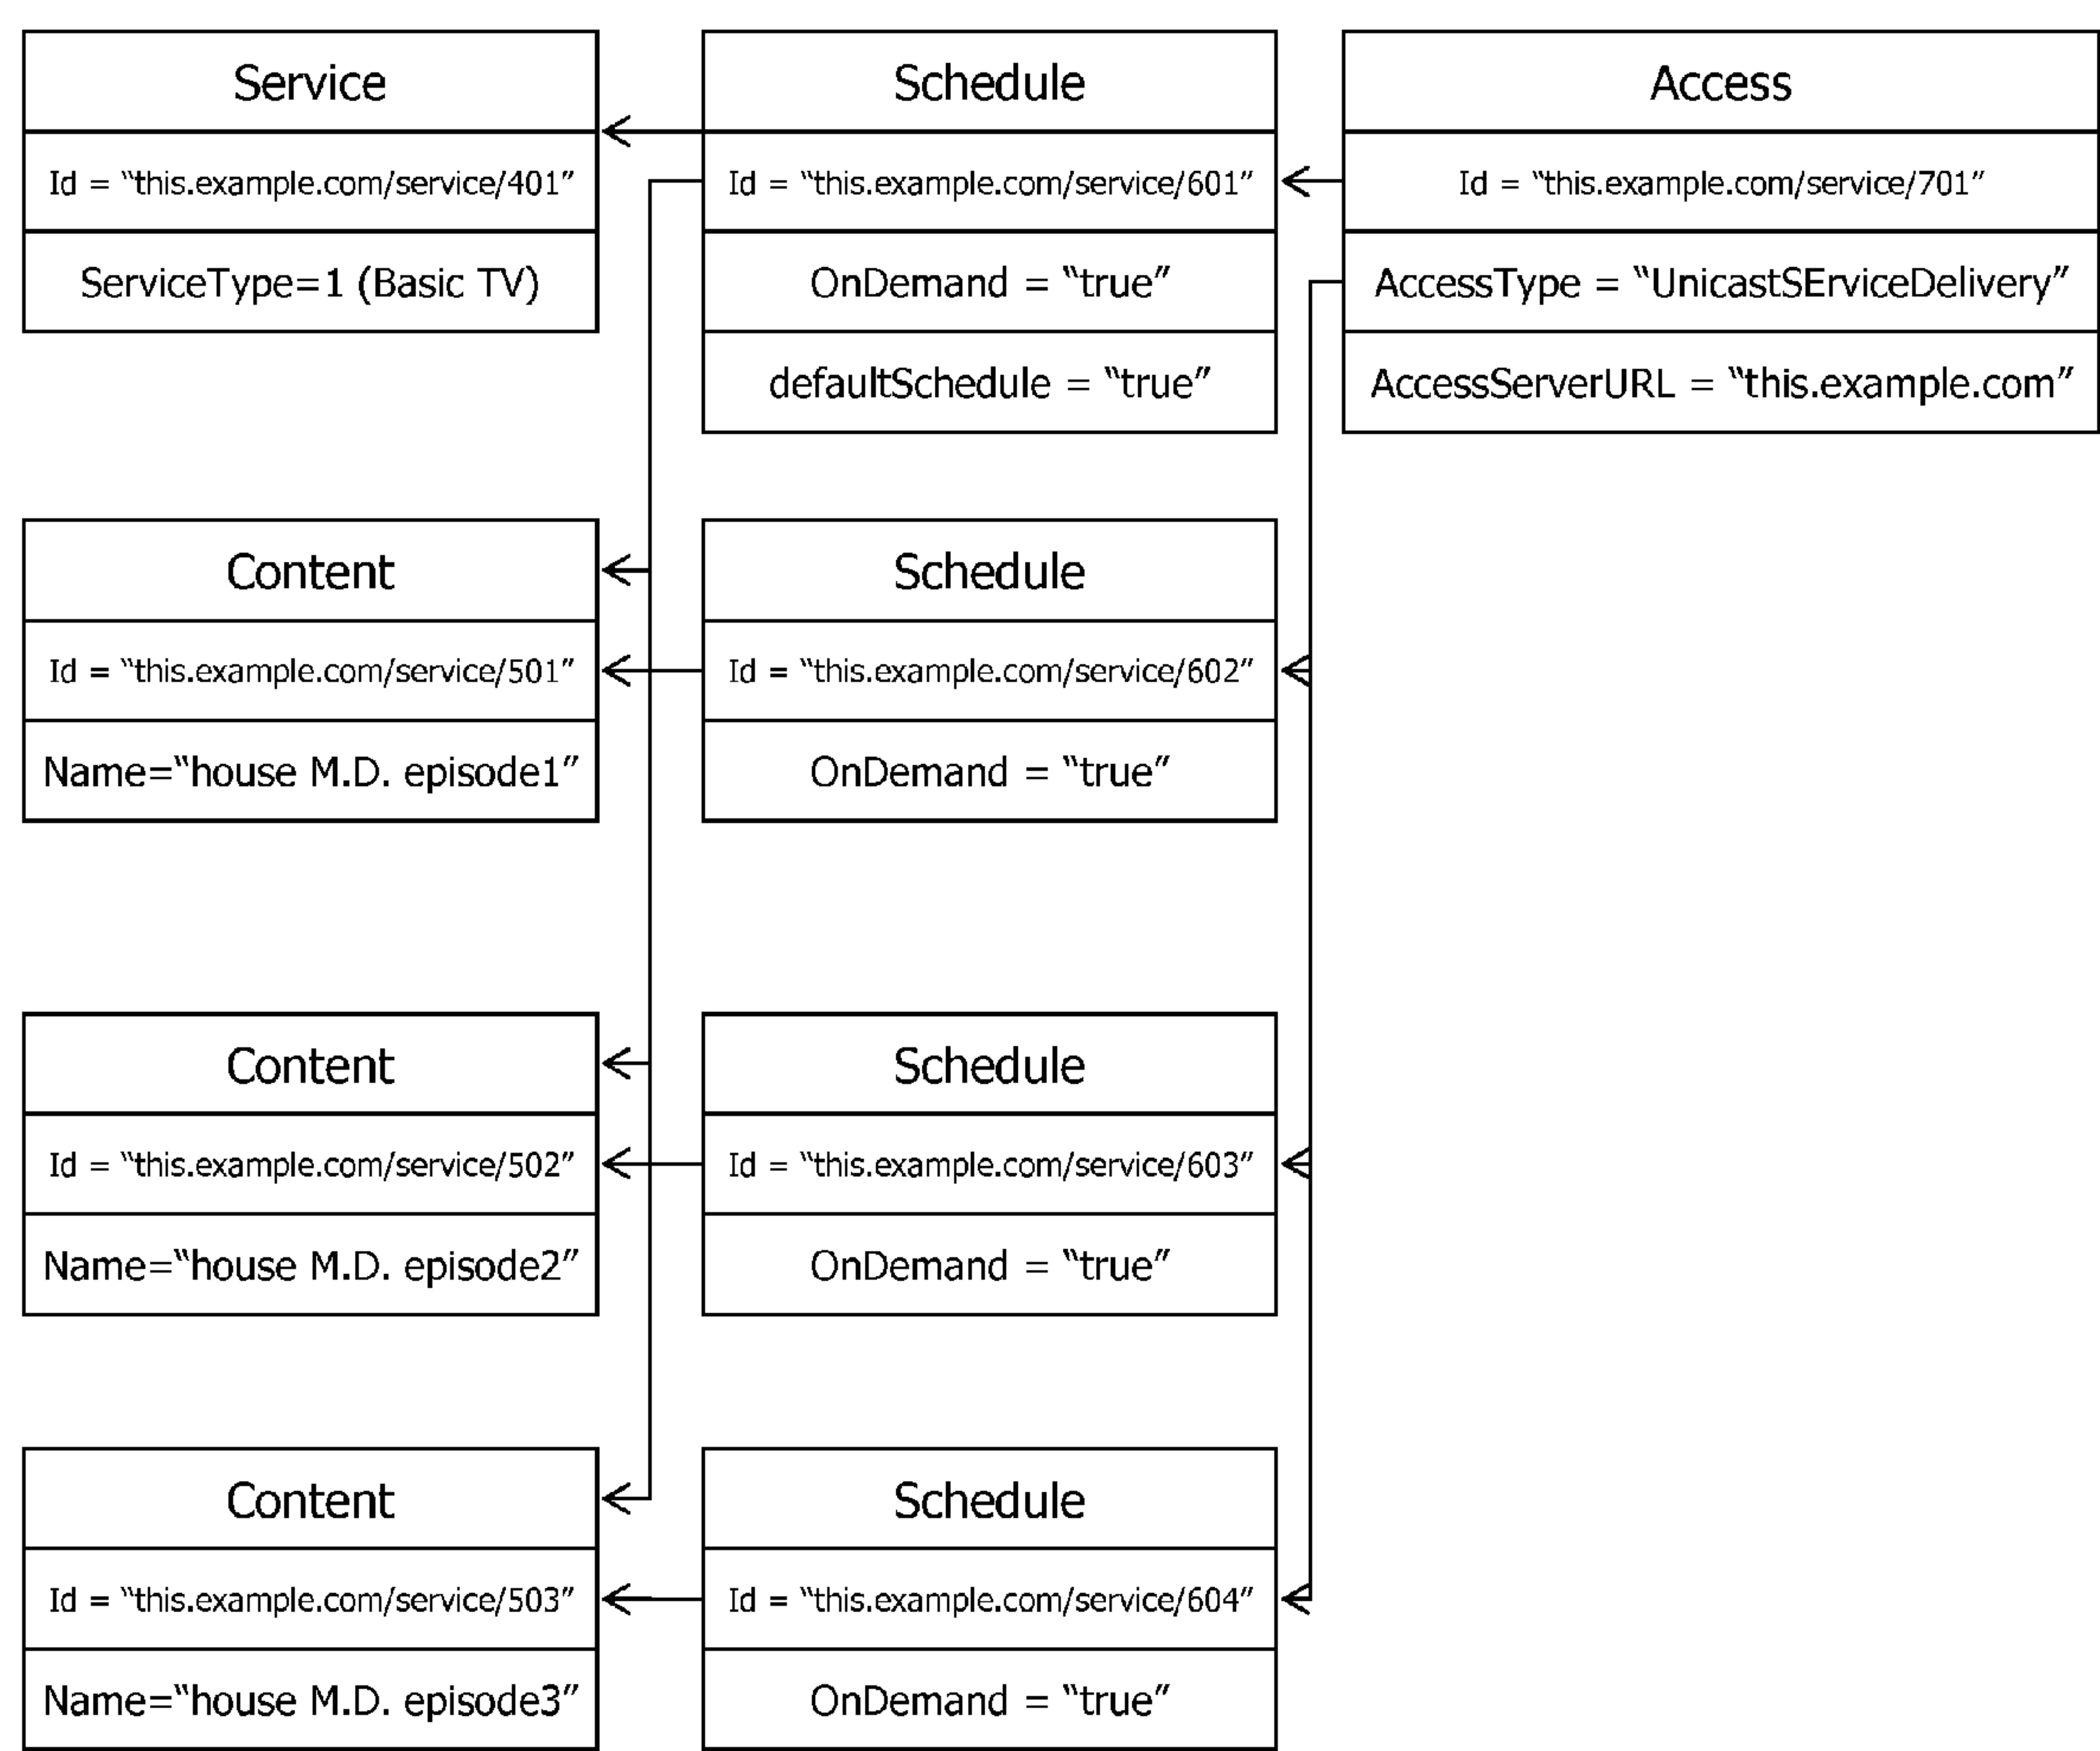 Service
Id = “this.example.com/service/401”
ServiceType=1 (Basic TV)
Schedule
Id = “this.example.com/service/601”
OnDemand = “true”
defaultSchedule = “true”
Access
Id = “this.example.com/service/701”
AccessType = “UnicastSErviceDelivery”
AccessServerURL = “this.example.com”
Content
Id = “this.example.com/service/501”
Name=“house M.D. episode1”
Schedule
Id = “this.example.com/service/602”
OnDemand = “true”
Content
Id = “this.example.com/service/502”
Name=“house M.D. episode2”
Schedule
Id = “this.example.com/service/603”
OnDemand = “true”
Content
Id = “this.example.com/service/503”
Name=“house M.D. episode3”
Schedule
Id = “this.example.com/service/604”
OnDemand = “true”